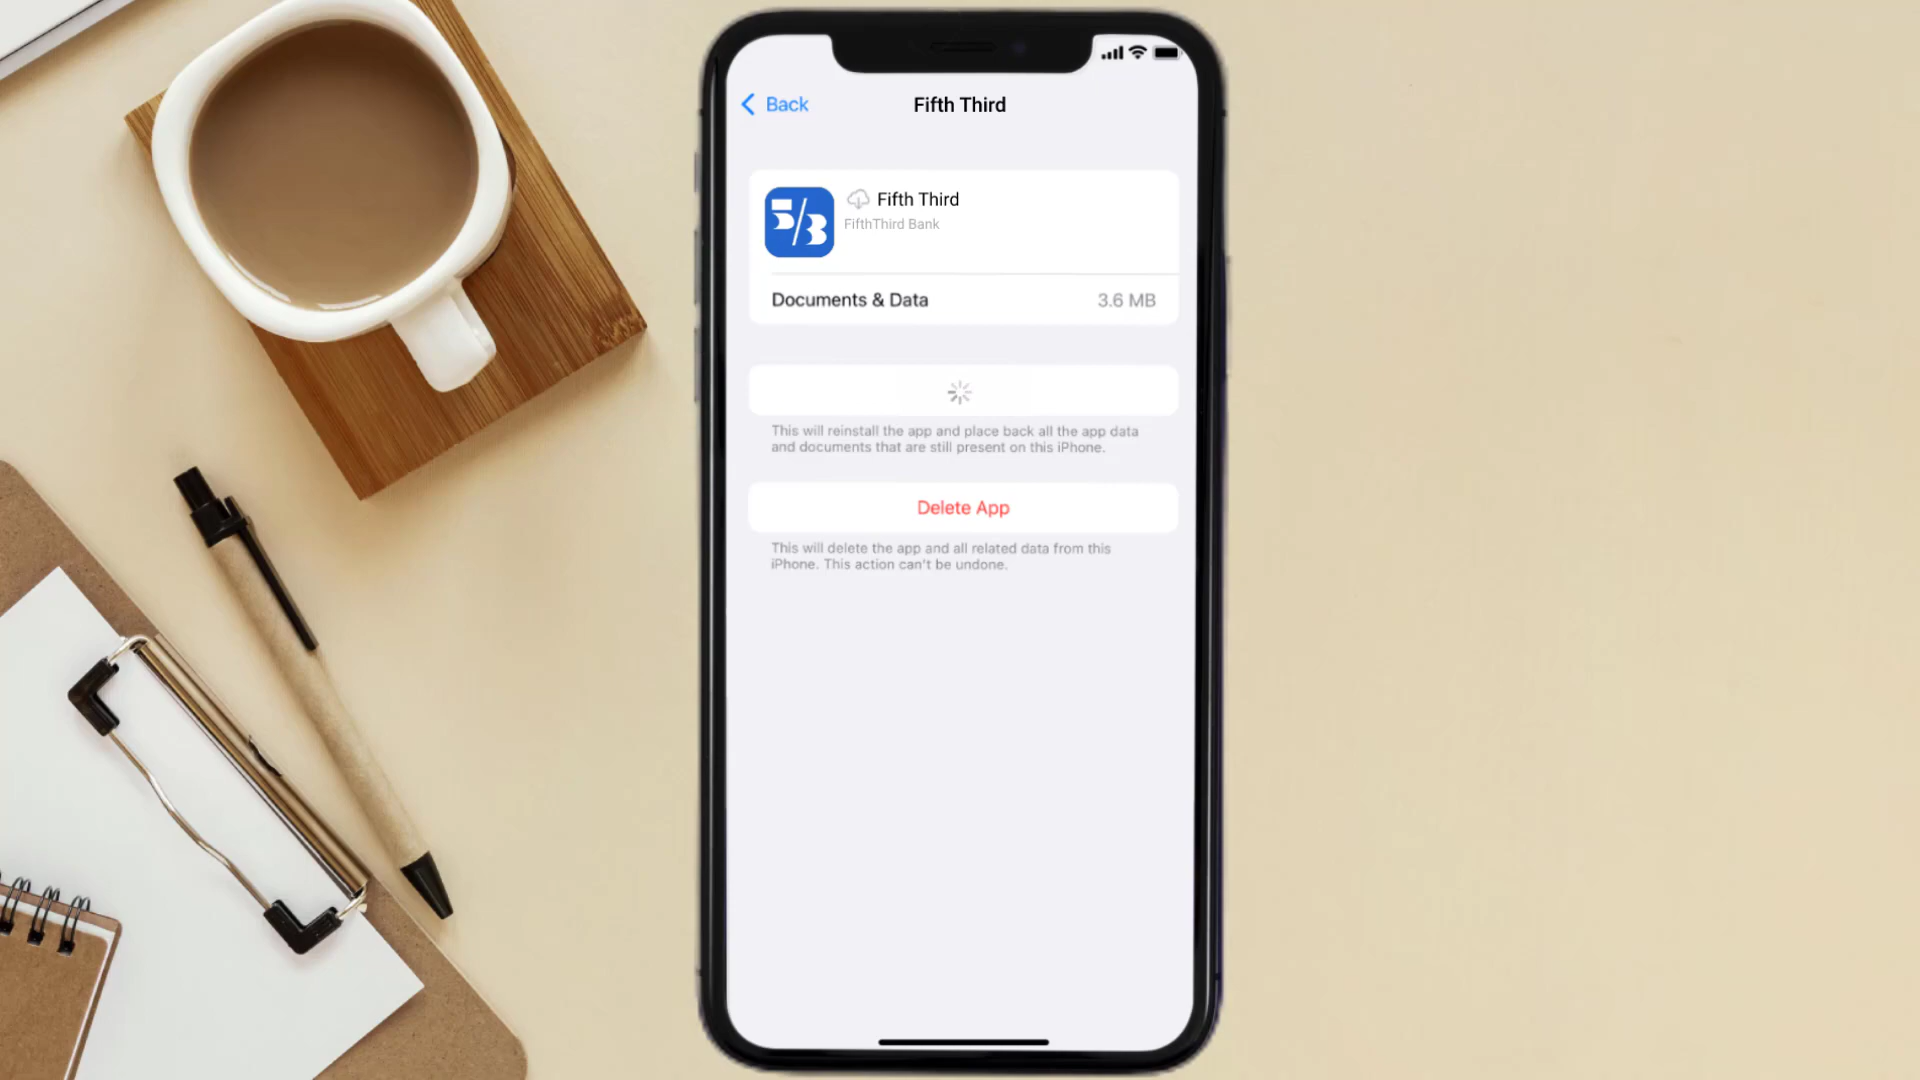 Back
Fifth Third
5/3
Fifth Third
FifthThird Bank
Documents & Data
3.6 MB
This will reinstall the app and place back all the app data
and documents that are still present on this iPhone.
Delete App
This will delete the app and all related data from this
iPhone. This action can't be undone.